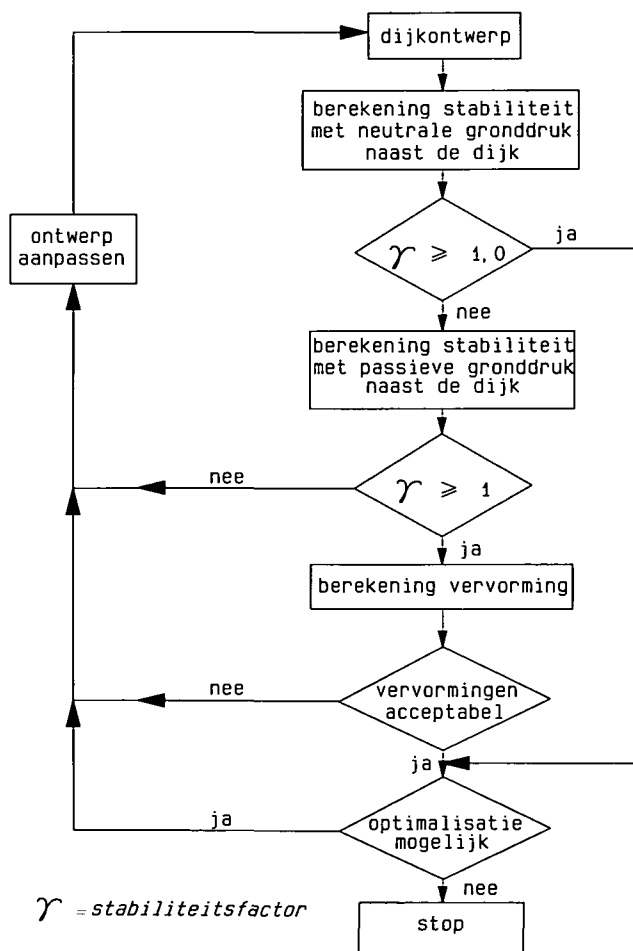 dijkontwerp
berekening stabiliteit
met neutrale gronddruk
naast de dijk
ontwerp
aanpassen
ja
γ ⩾ 1,0
nee
berekening stabiliteit
met passieve gronddruk
naast de dijk
nee
γ ⩾ 1
ja
berekening vervorming
nee
vervormingen
acceptabel
ja
ja
optimalisatie
mogelijk
nee
γ = stabiliteitsfactor
stop